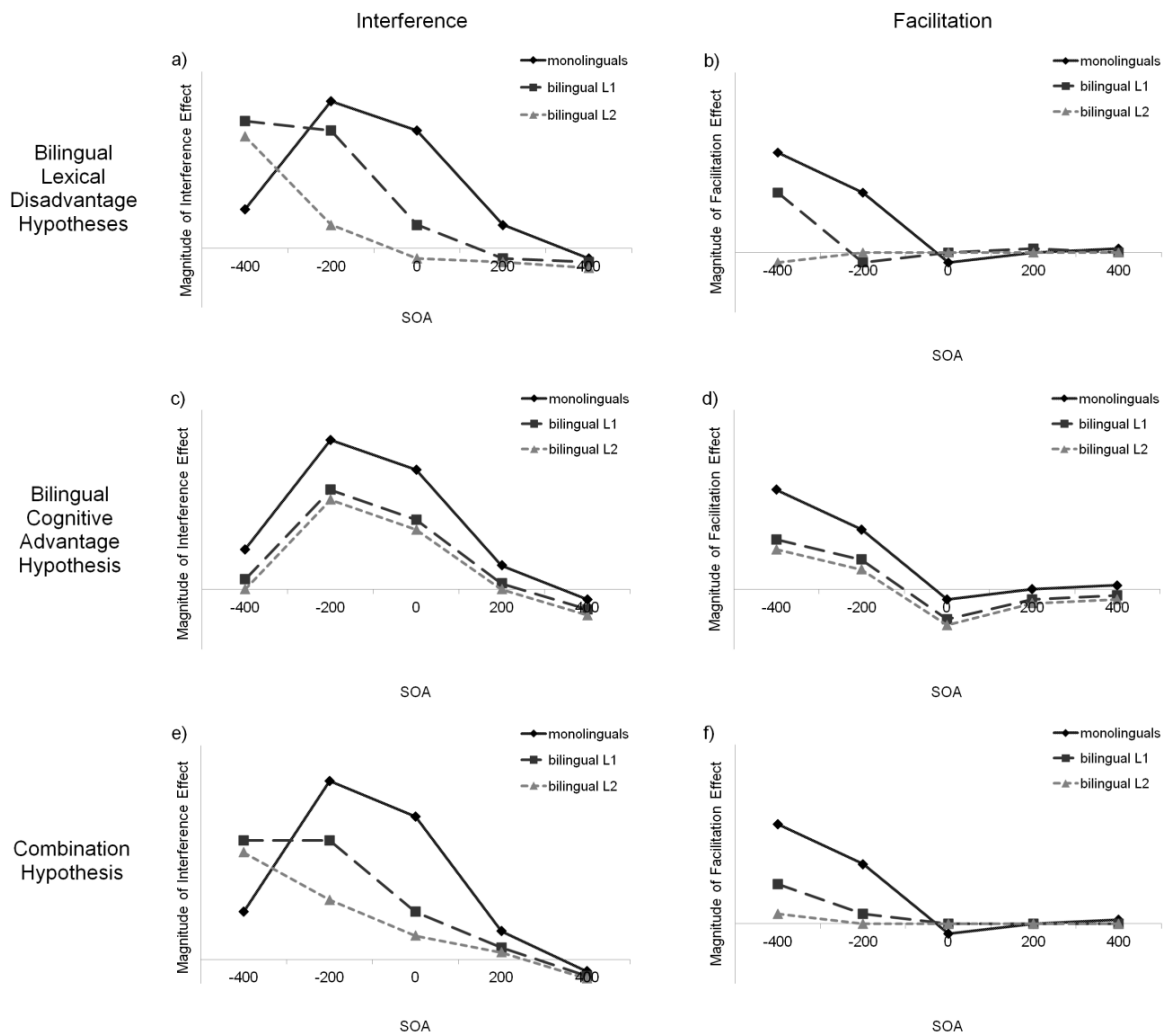 Interference
Facilitation
Bilingual
Lexical
Disadvantage
Hypotheses
a)
monolinguals
bilingual L1
bilingual L2
Magnitude of Interference Effect
-400 -200 0 200 400
SOA
b)
monolinguals
bilingual L1
bilingual L2
Magnitude of Facilitation Effect
-400 -200 0 200 400
SOA
Bilingual
Cognitive
Advantage
Hypothesis
c)
monolinguals
bilingual L1
bilingual L2
Magnitude of Interference Effect
-400 -200 0 200 400
SOA
d)
monolinguals
bilingual L1
bilingual L2
Magnitude of Facilitation Effect
-400 -200 0 200 400
SOA
Combination
Hypothesis
e)
monolinguals
bilingual L1
bilingual L2
Magnitude of Interference Effect
-400 -200 0 200 400
SOA
f)
monolinguals
bilingual L1
bilingual L2
Magnitude of Facilitation Effect
-400 -200 0 200 400
SOA